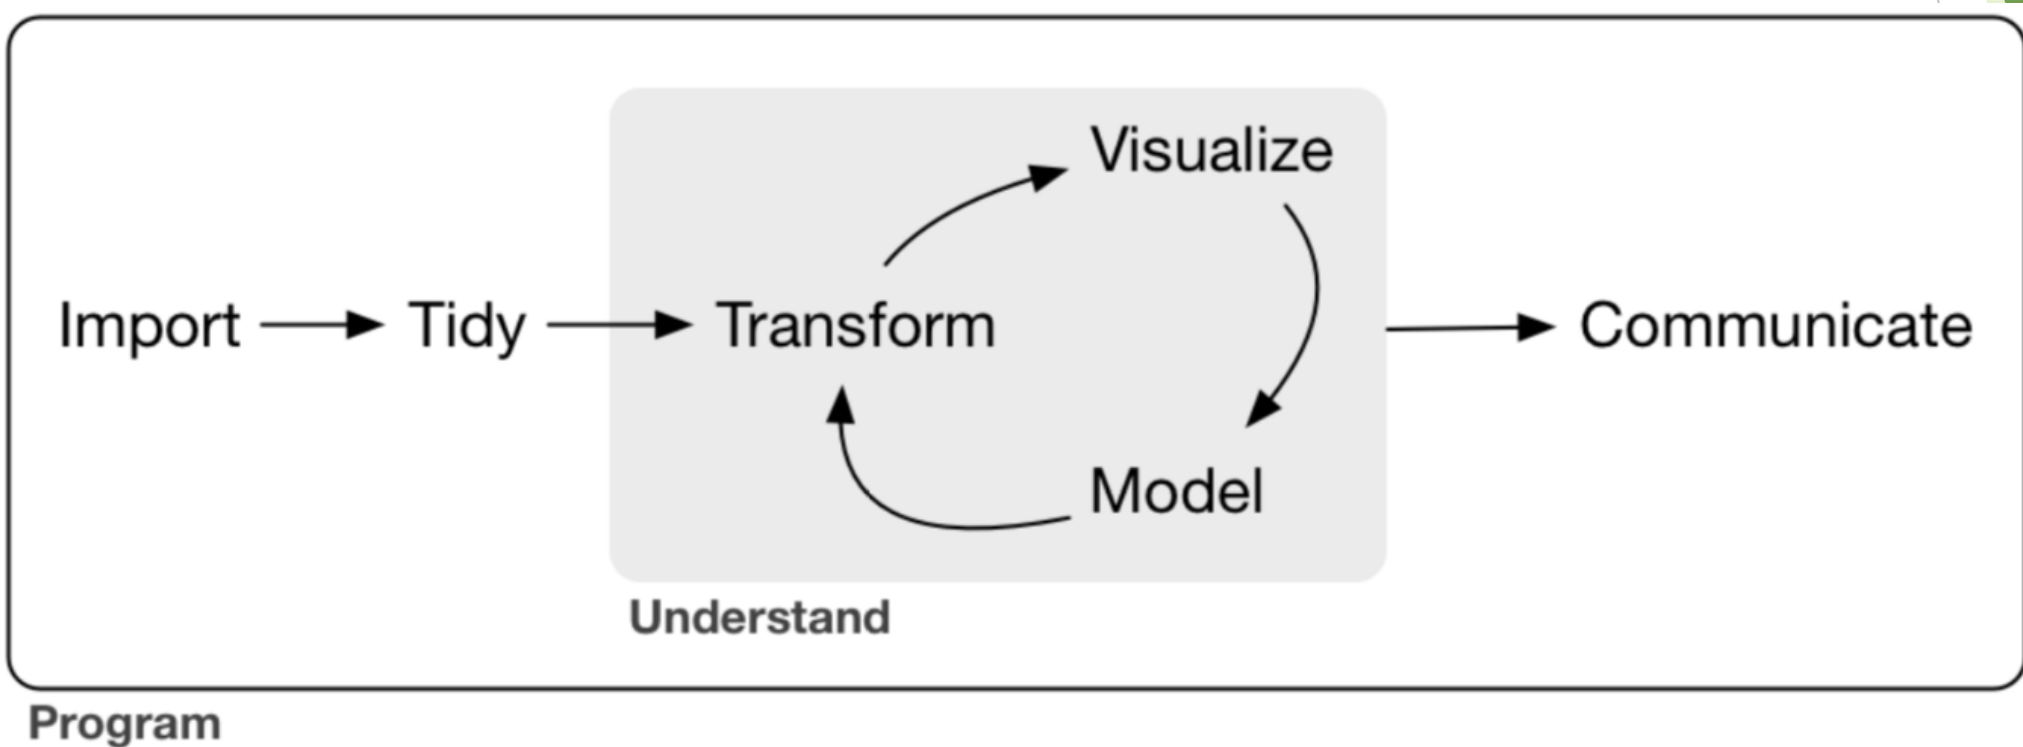 Import
Tidy
Transform
Visualize
Model
Communicate
Understand
Program